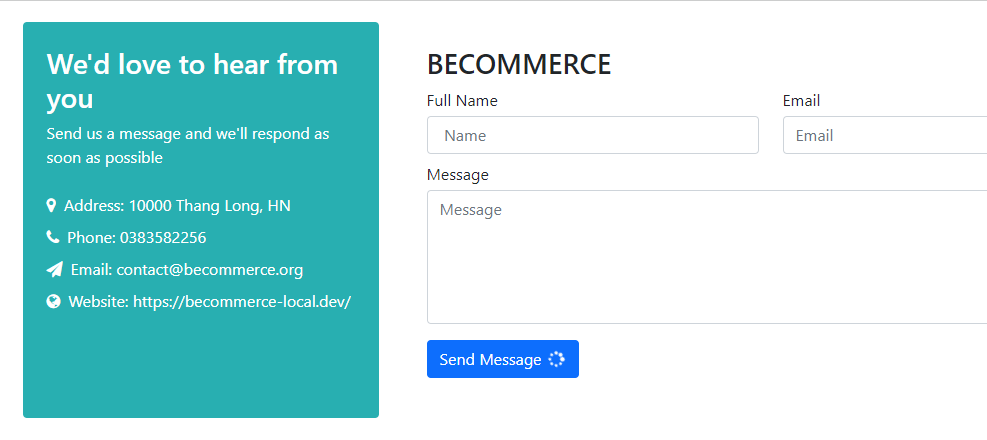 We'd love to hear from
you
Send us a message and we'll respond as
soon as possible
Address: 10000 Thang Long, HN
Phone: 0383582256
Email: contact@becommerce.org
Website: https://becommerce-local.dev/
BECOMMERCE
Full Name
Email
Name
Email
Message
Message
Send Message